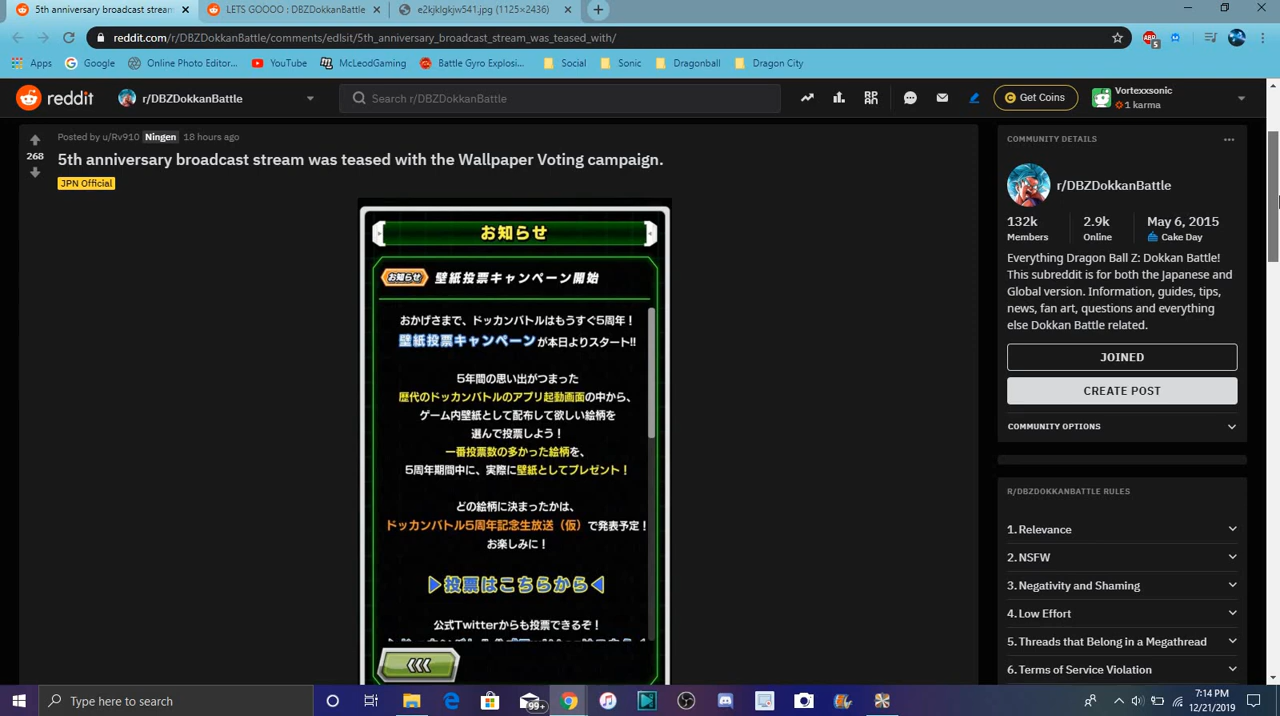 5th anniversary broadcast stream
LETS GOOOO : DBZDokkanBattle
e2kjklgkjw541.jpg (1125×2436)
reddit.com/r/DBZDokkanBattle/comments/edlsit/5th_anniversary_broadcast_stream_was_teased_with/
ABP
5
Apps
Google
Online Photo Editor...
YouTube
McLeodGaming
Battle Gyro Explosi...
Social
Sonic
Dragonball
Dragon City
reddit
r/DBZDokkanBattle
Search r/DBZDokkanBattle
Get Coins
Vortexxsonic
1 karma
Posted by u/Rv910 Ningen 18 hours ago
268
5th anniversary broadcast stream was teased with the Wallpaper Voting campaign.
JPN Official
お知らせ
お知らせ 壁紙投票キャンペーン開始
おかげさまで、ドッカンバトルはもうすぐ5周年！
壁紙投票キャンペーンが本日よりスタート!!
5年間の思い出がつまった
歴代のドッカンバトルのアプリ起動画面の中から、
ゲーム内壁紙として配布して欲しい絵柄を
選んで投票しよう！
一番投票数の多かった絵柄を、
5周年期間中に、実際に壁紙としてプレゼント！
どの絵柄に決まったかは、
ドッカンバトル5周年記念生放送（仮）で発表予定！
お楽しみに！
▶投票はこちらから◀
公式Twitterからも投票できるぞ！
COMMUNITY DETAILS
r/DBZDokkanBattle
132k
2.9k
May 6, 2015
Members
Online
Cake Day
Everything Dragon Ball Z: Dokkan Battle!
This subreddit is for both the Japanese and
Global version. Information, guides, tips,
news, fan art, questions and everything
else Dokkan Battle related.
JOINED
CREATE POST
COMMUNITY OPTIONS
R/DBZDOKKANBATTLE RULES
1. Relevance
2. NSFW
3. Negativity and Shaming
4. Low Effort
5. Threads that Belong in a Megathread
6. Terms of Service Violation
Type here to search
99+
7:14 PM
12/21/2019